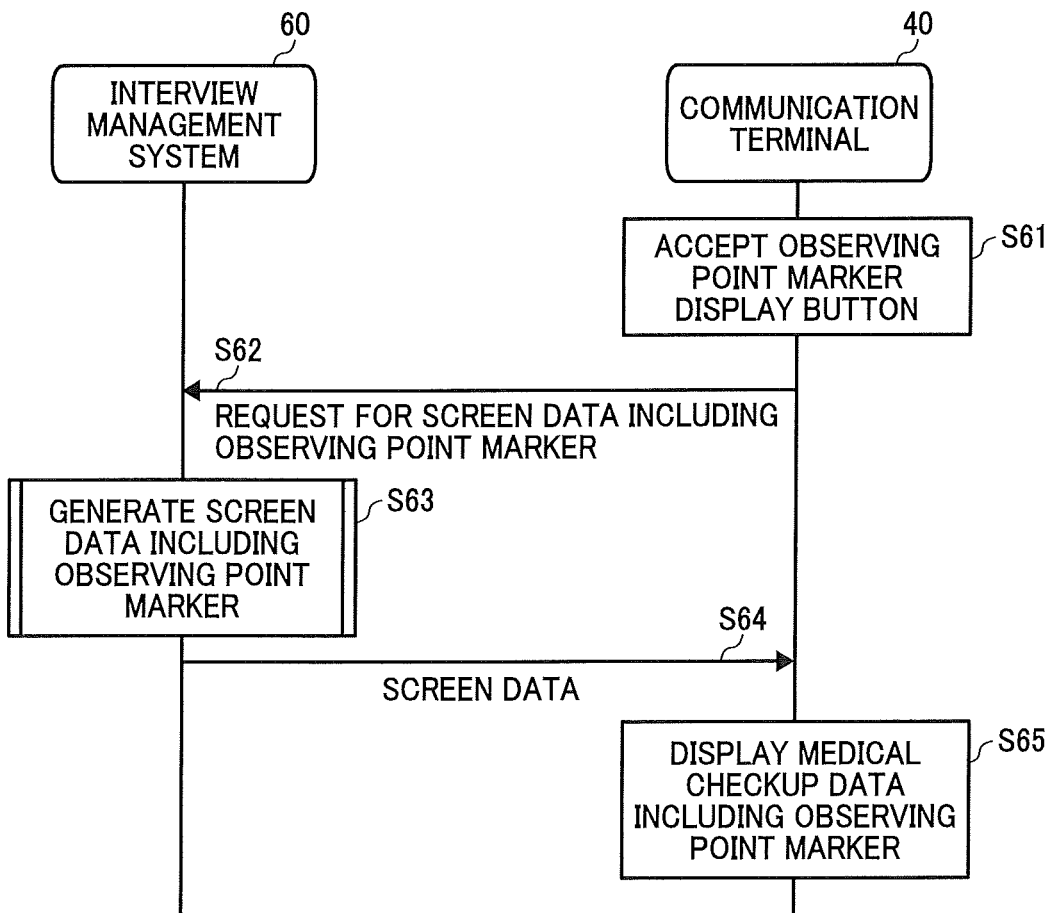 60
INTERVIEW
MANAGEMENT
SYSTEM
40
COMMUNICATION
TERMINAL
S61
ACCEPT OBSERVING
POINT MARKER
DISPLAY BUTTON
S62
REQUEST FOR SCREEN DATA INCLUDING
OBSERVING POINT MARKER
S63
GENERATE SCREEN
DATA INCLUDING
OBSERVING POINT
MARKER
S64
SCREEN DATA
S65
DISPLAY MEDICAL
CHECKUP DATA
INCLUDING OBSERVING
POINT MARKER